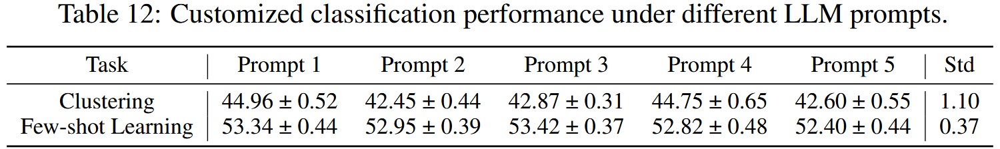 Table 12: Customized classification performance under different LLM prompts.
Task Prompt 1 Prompt 2 Prompt 3 Prompt 4 Prompt 5 Std
Clustering 44.96 ± 0.52 42.45 ± 0.44 42.87 ± 0.31 44.75 ± 0.65 42.60 ± 0.55 1.10
Few-shot Learning 53.34 ± 0.44 52.95 ± 0.39 53.42 ± 0.37 52.82 ± 0.48 52.40 ± 0.44 0.37